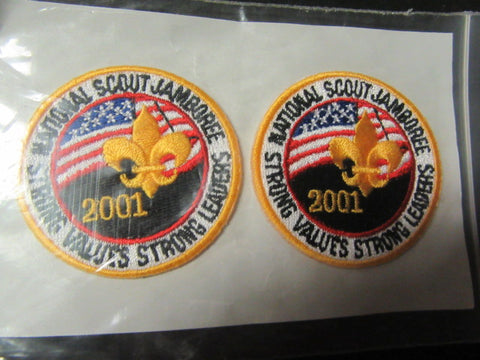 NATIONAL SCOUT JAMBOREE
2001
STRONG VALUES STRONG LEADERS
NATIONAL SCOUT JAMBOREE
2001
STRONG VALUES STRONG LEADERS